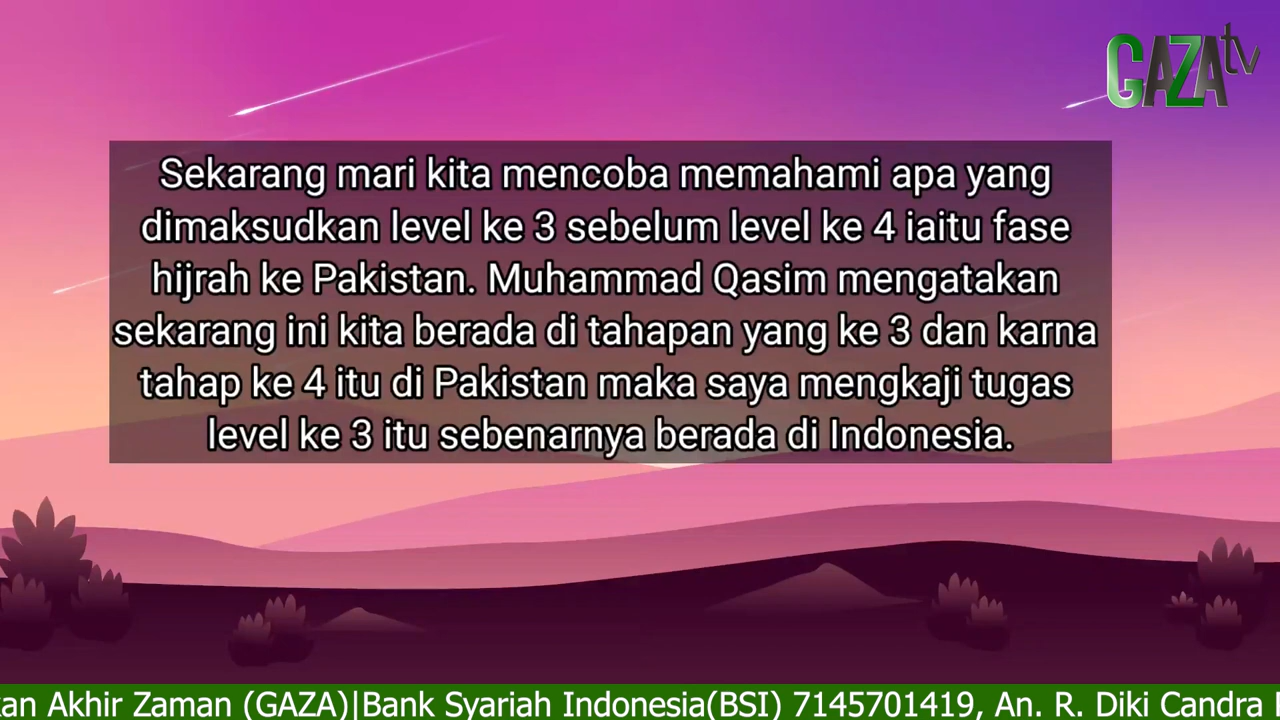 GAZAtv
Sekarang mari kita mencoba memahami apa yang
dimaksudkan level ke 3 sebelum level ke 4 iaitu fase
hijrah ke Pakistan. Muhammad Qasim mengatakan
sekarang ini kita berada di tahapan yang ke 3 dan karna
tahap ke 4 itu di Pakistan maka saya mengkaji tugas
level ke 3 itu sebenarnya berada di Indonesia.
kan Akhir Zaman (GAZA)|Bank Syariah Indonesia(BSI) 7145701419, An. R. Diki Candra